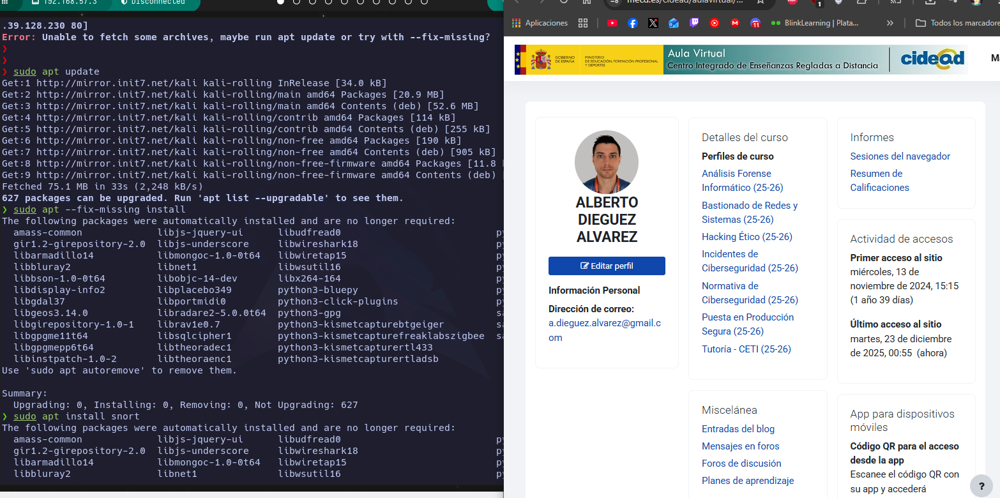 192.168.57.3
Disconnected
.39.128.230 80]
Error: Unable to fetch some archives, maybe run apt update or try with --fix-missing?
❯
❯
❯ sudo apt update
Get:1 http://mirror.init7.net/kali kali-rolling InRelease [34.0 kB]
Get:2 http://mirror.init7.net/kali kali-rolling/main amd64 Packages [20.9 MB]
Get:3 http://mirror.init7.net/kali kali-rolling/main amd64 Contents (deb) [52.6 MB]
Get:4 http://mirror.init7.net/kali kali-rolling/contrib amd64 Packages [114 kB]
Get:5 http://mirror.init7.net/kali kali-rolling/contrib amd64 Contents (deb) [255 kB]
Get:6 http://mirror.init7.net/kali kali-rolling/non-free amd64 Packages [190 kB]
Get:7 http://mirror.init7.net/kali kali-rolling/non-free amd64 Contents (deb) [905 kB]
Get:8 http://mirror.init7.net/kali kali-rolling/non-free-firmware amd64 Packages [11.8
Get:9 http://mirror.init7.net/kali kali-rolling/non-free-firmware amd64 Contents (deb)
Fetched 75.1 MB in 33s (2,248 kB/s)
627 packages can be upgraded. Run 'apt list --upgradable' to see them.
❯ sudo apt --fix-missing install
The following packages were automatically installed and are no longer required:
amass-common libjs-jquery-ui libudfread0 py
gir1.2-girepository-2.0 libjs-underscore libwireshark18 py
libarmadillo14 libmongoc-1.0-0t64 libwiretap15 py
libbluray2 libnet1 libwsutil16 py
libbson-1.0-0t64 libobjc-14-dev libx264-164 py
libdisplay-info2 libplacebo349 python3-bluepy py
libgdal37 libportmidi0 python3-click-plugins py
libgeos3.14.0 libradare2-5.0.0t64 python3-gpg sa
libgirepository-1.0-1 librav1e0.7 python3-kismetcapturebtgeiger sa
libgpgme11t64 libsqlcipher1 python3-kismetcapturefreaklabszigbee sa
libgpgmepp6t64 libtheoradec1 python3-kismetcapturertl433
libinstpatch-1.0-2 libtheoraenc1 python3-kismetcapturertladsb
Use 'sudo apt autoremove' to remove them.
Summary:
Upgrading: 0, Installing: 0, Removing: 0, Not Upgrading: 627
❯ sudo apt install snort
The following packages were automatically installed and are no longer required:
amass-common libjs-jquery-ui libudfread0 py
gir1.2-girepository-2.0 libjs-underscore libwireshark18 py
libarmadillo14 libmongoc-1.0-0t64 libwiretap15 py
libbluray2 libnet1 libwsutil16 py
mecd.es/cidead/aulavirtual/...
1
Aplicaciones
11
BlinkLearning | Plata...
»
Todos los marcadore
GOBIERNO DE ESPAÑA
MINISTERIO DE EDUCACIÓN, FORMACIÓN PROFESIONAL Y DEPORTES
Aula Virtual
Centro Integrado de Enseñanzas Regladas a Distancia
cidead
M
ALBERTO
DIEGUEZ
ALVAREZ
Editar perfil
Información Personal
Dirección de correo:
a.dieguez.alvarez@gmail.c
om
Detalles del curso
Perfiles de curso
Análisis Forense
Informático (25-26)
Bastionado de Redes y
Sistemas (25-26)
Hacking Ético (25-26)
Incidentes de
Ciberseguridad (25-26)
Normativa de
Ciberseguridad (25-26)
Puesta en Producción
Segura (25-26)
Tutoría - CETI (25-26)
Miscelánea
Entradas del blog
Mensajes en foros
Foros de discusión
Planes de aprendizaje
Informes
Sesiones del navegador
Resumen de
Calificaciones
Actividad de accesos
Primer acceso al sitio
miércoles, 13 de
noviembre de 2024, 15:15
(1 año 39 días)
Último acceso al sitio
martes, 23 de diciembre
de 2025, 00:55 (ahora)
App para dispositivos
móviles
Código QR para el acceso
desde la app
Escanee el código QR con
su app y accederá
?